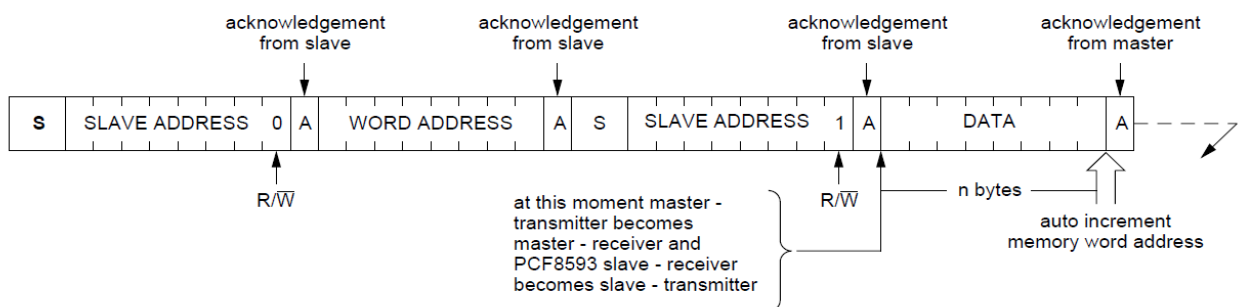 acknowledgement
from slave
acknowledgement
from slave
acknowledgement
from slave
acknowledgement
from master
S SLAVE ADDRESS 0 A WORD ADDRESS A S SLAVE ADDRESS 1 A DATA A
R/W̅
R/W̅
n bytes
at this moment master -
transmitter becomes
master - receiver and
PCF8593 slave - receiver
becomes slave - transmitter
auto increment
memory word address